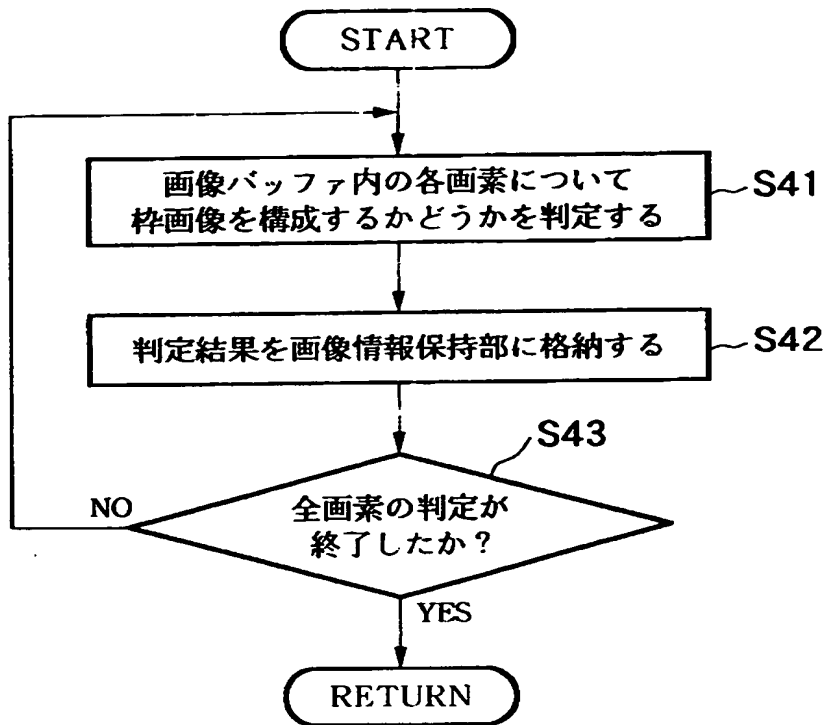 START
画像バッファ内の各画素について
枠画像を構成するかどうかを判定する
S41
判定結果を画像情報保持部に格納する
S42
S43
全画素の判定が
終了したか？
NO
YES
RETURN